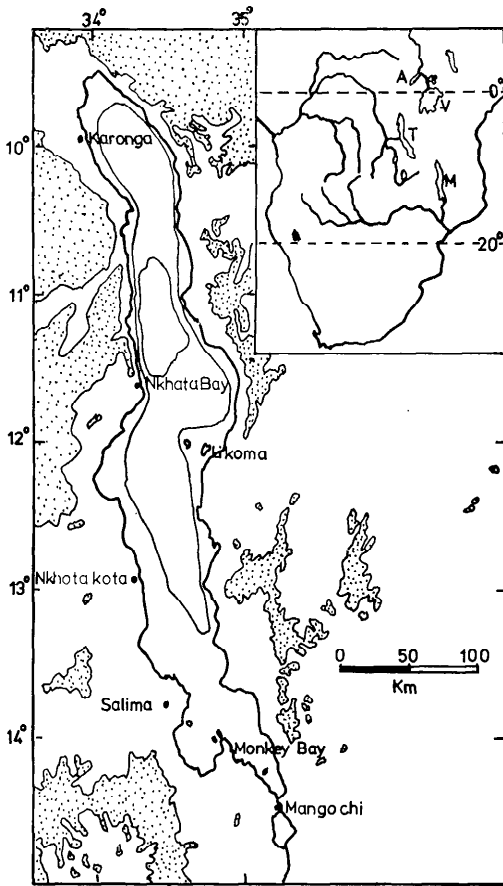 34° 35°
A
0°
V
T
M
20°
10°
Karonga
11°
Nkhata Bay
12°
Likoma
13°
Nkhota kota
0 50 100
Km
Salima
14°
Monkey Bay
Mangochi